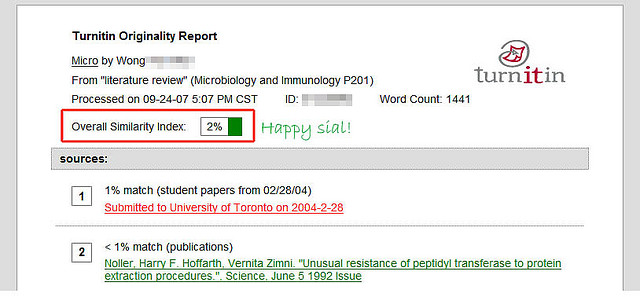 Turnitin Originality Report
Micro by Wong
turnitin
From "literature review" (Microbiology and Immunology P201)
Processed on 09-24-07 5:07 PM CST ID: Word Count: 1441
Overall Similarity Index: 2% Happy sial!
sources:
1 1% match (student papers from 02/28/04)
Submitted to University of Toronto on 2004-2-28
2 < 1% match (publications)
Noller, Harry F. Hoffarth, Vernita Zimni. "Unusual resistance of peptidyl transferase to protein
extraction procedures.". Science, June 5 1992 Issue